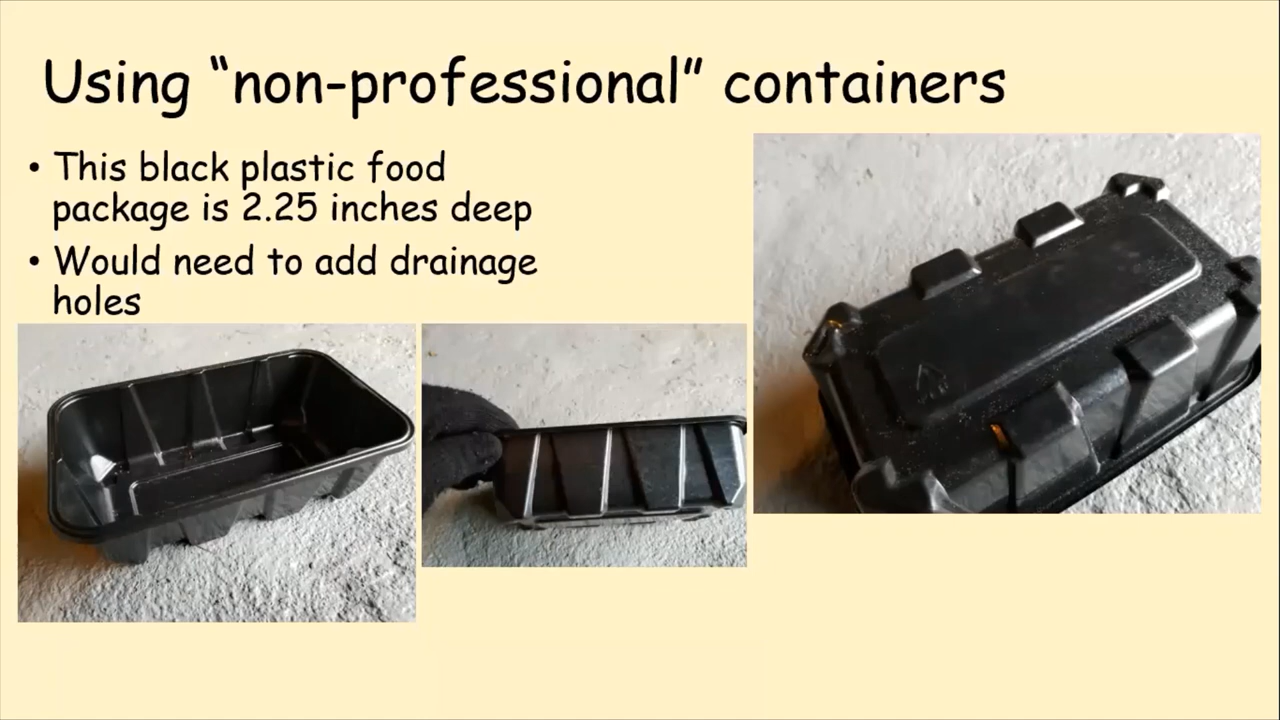 Using “non-professional” containers
• This black plastic food
package is 2.25 inches deep
• Would need to add drainage
holes